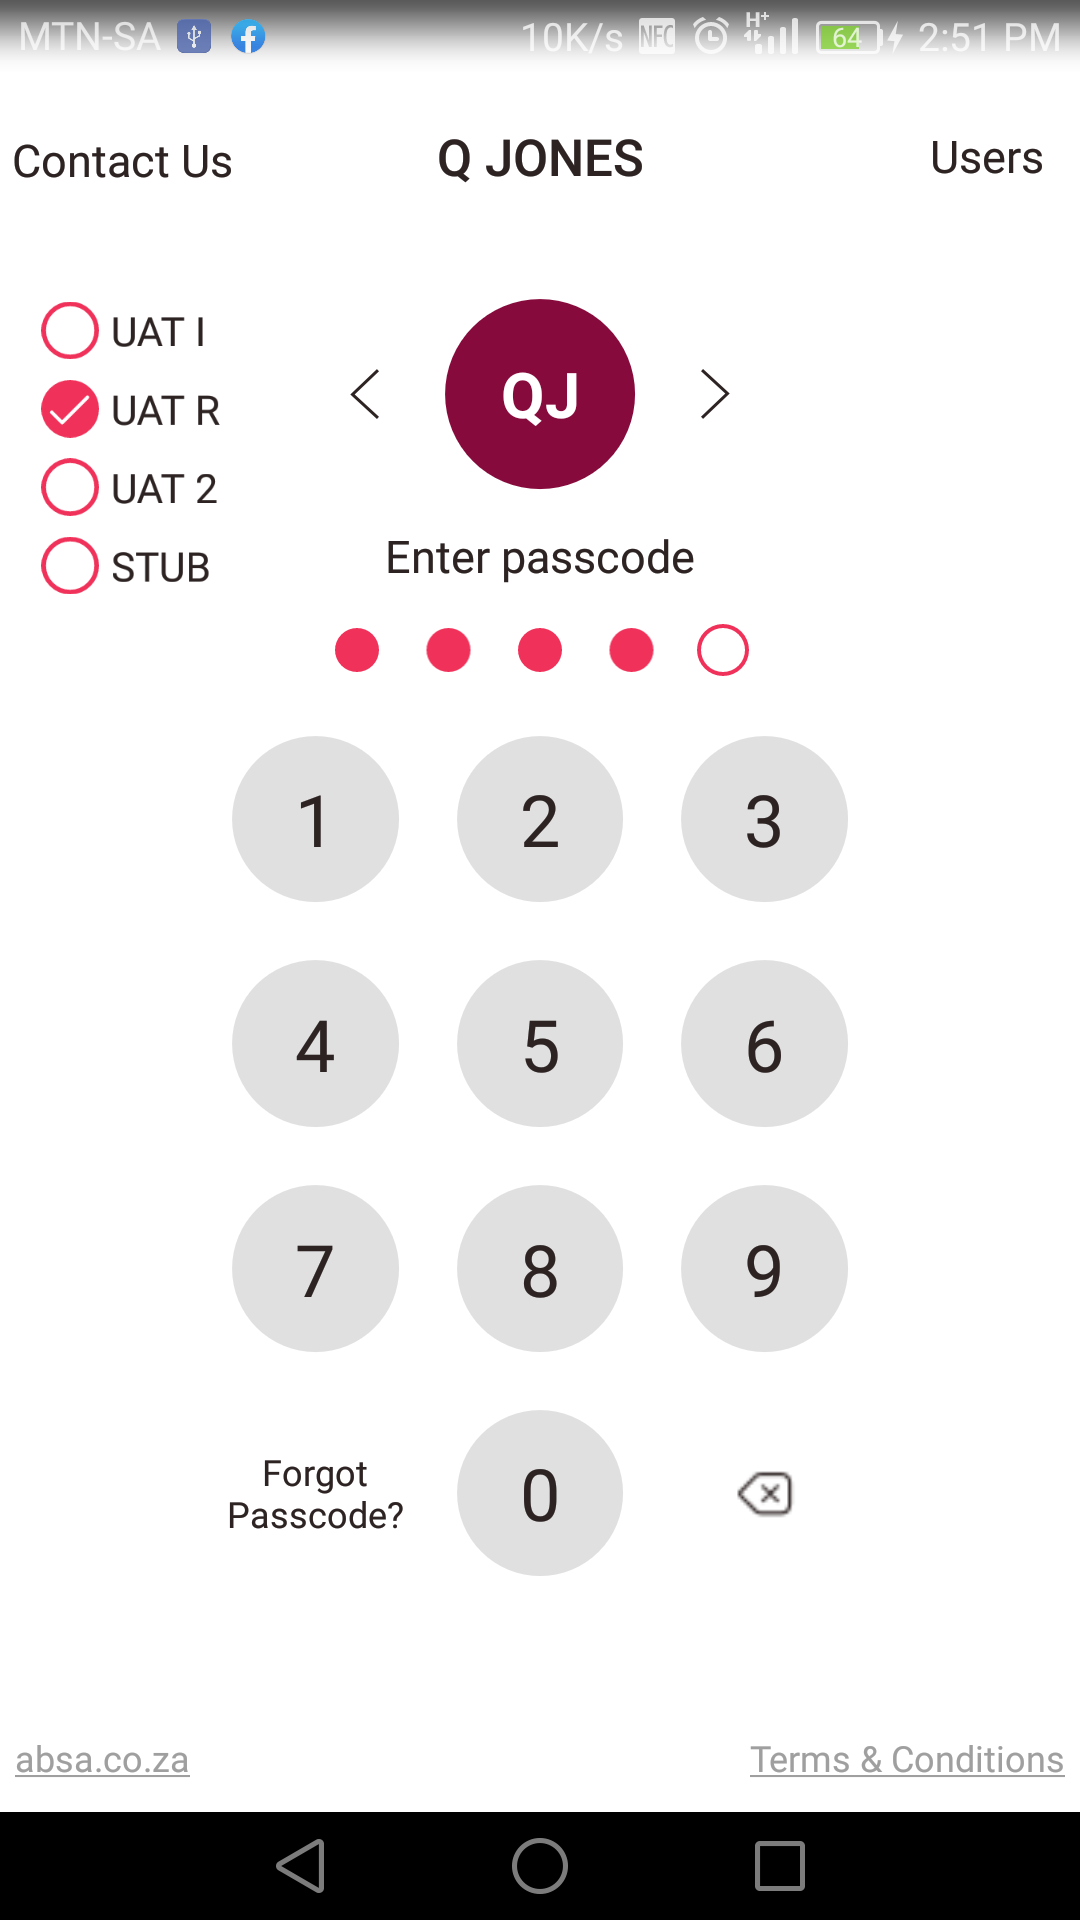 MTN-SA 10K/s NFC H+ 64 2:51 PM
Contact Us Q JONES Users
UAT I
UAT R
UAT 2
STUB
QJ
Enter passcode
1 2 3
4 5 6
7 8 9
Forgot
Passcode?
0
absa.co.za Terms & Conditions